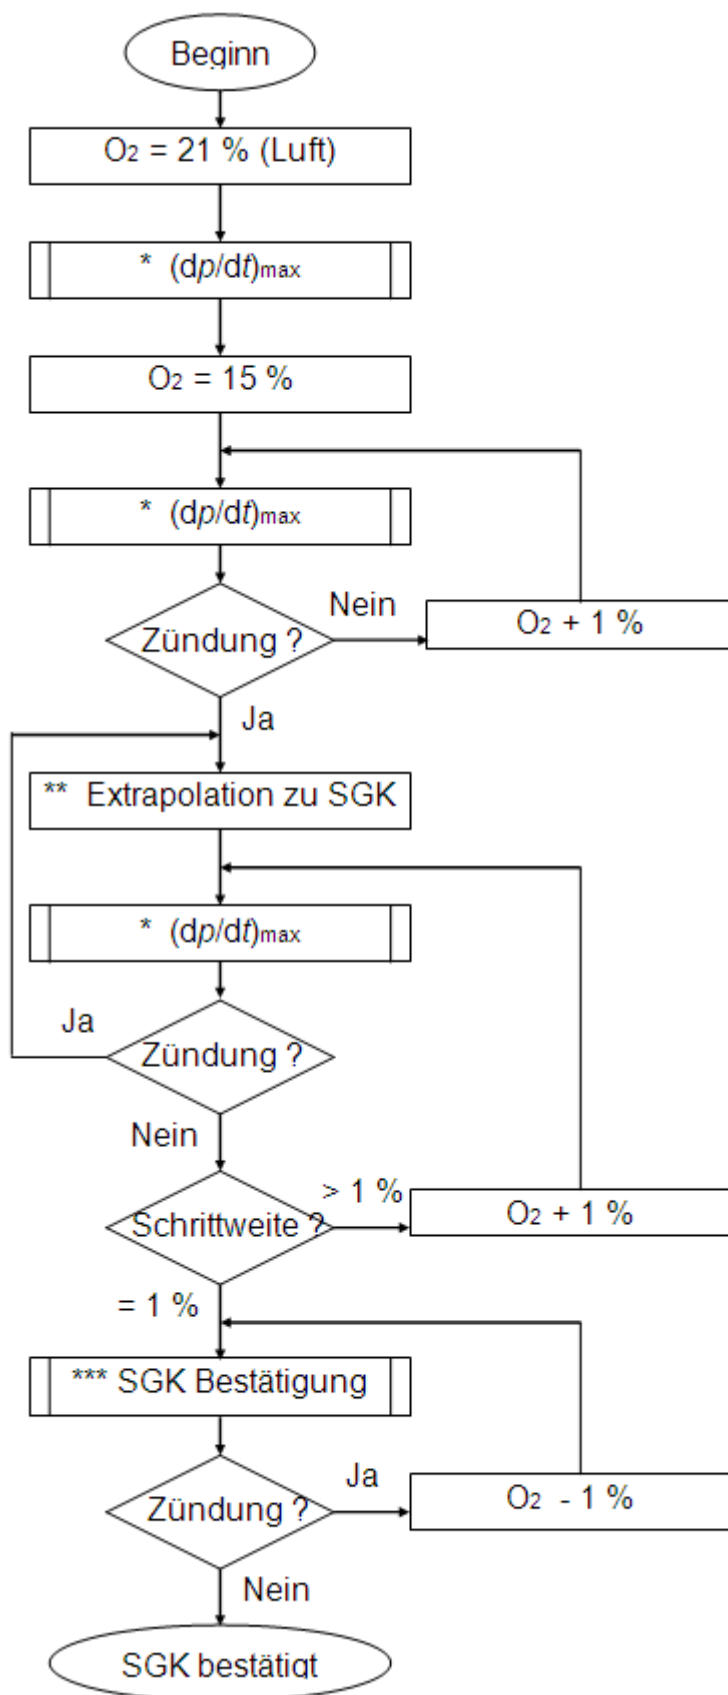 Beginn
O₂ = 21 % (Luft)
* (dp/dt)max
O₂ = 15 %
* (dp/dt)max
Nein
Zündung ?
O₂ + 1 %
Ja
** Extrapolation zu SGK
* (dp/dt)max
Ja
Zündung ?
Nein
> 1 %
Schrittweite ?
O₂ + 1 %
= 1 %
*** SGK Bestätigung
Ja
Zündung ?
O₂ - 1 %
Nein
SGK bestätigt